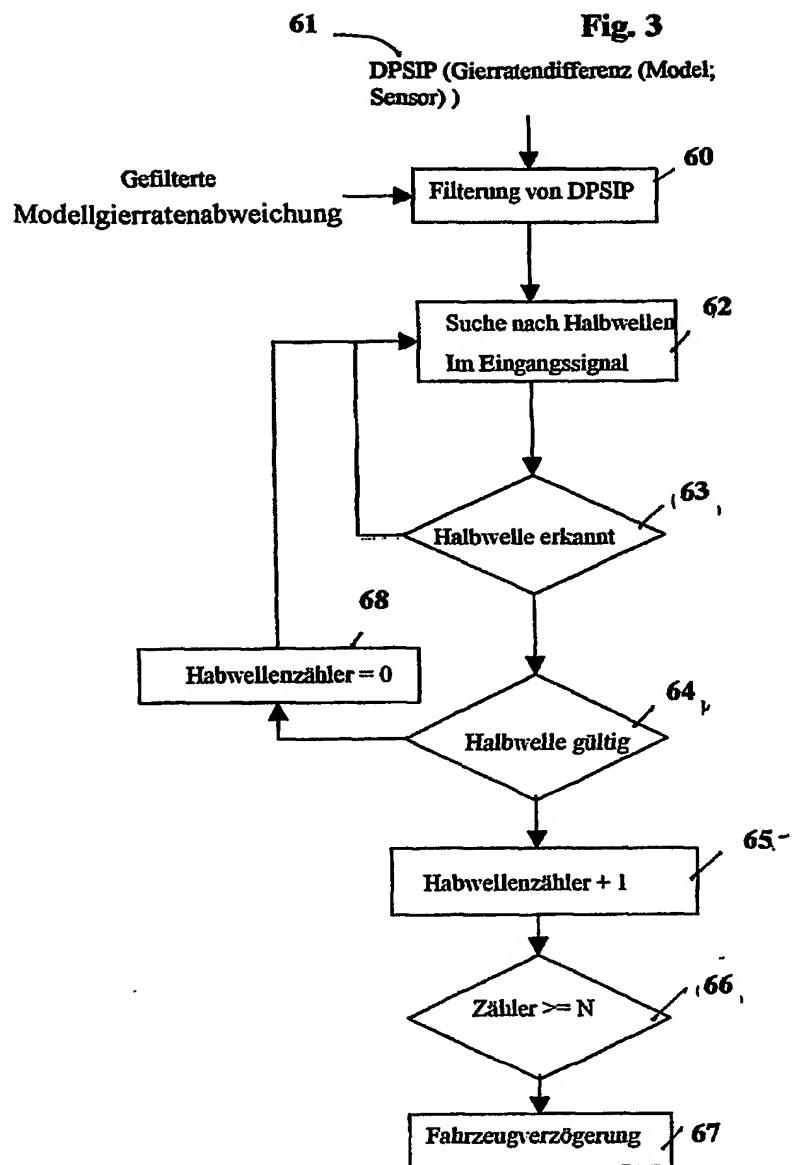 61
Fig. 3
DPSIP (Gierratendifferenz (Model;
Sensor) )
60
Gefilterte
Modellgierratenabweichung
Filterung von DPSIP
62
Suche nach Halbwellen
Im Eingangssignal
63
Halbwelle erkannt
68
Habwellenzähler = 0
64
Halbwelle gültig
65
Habwellenzähler + 1
66
Zähler >= N
Fahrzeugverzögerung
67